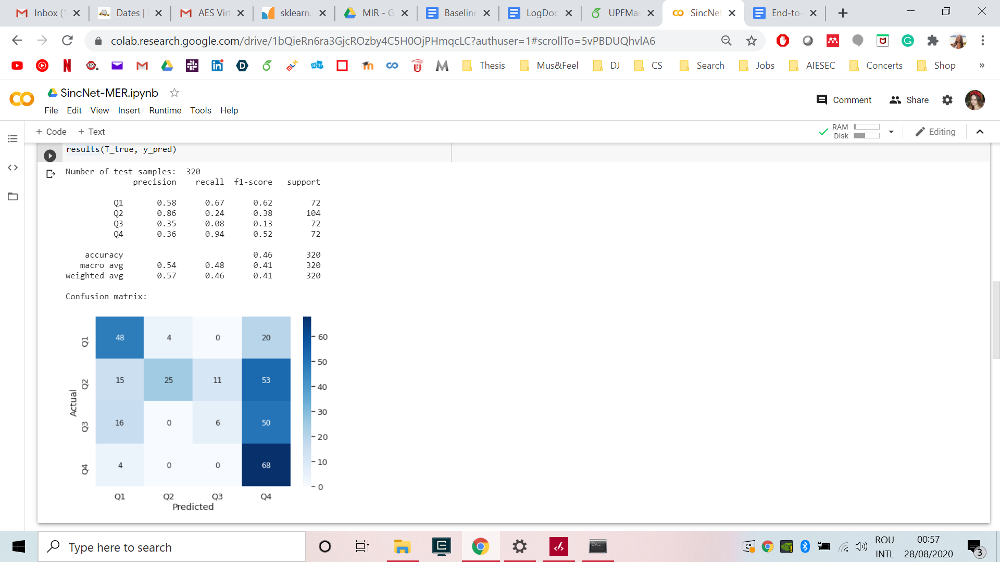 Inbox (1
Dates |
AES Virt
sklearn.
MIR - G
Baseline
LogDoc
UPFMas
SincNet
End-to-
colab.research.google.com/drive/1bQieRn6ra3GjcROzby4C5H0OjPHmqcLC?authuser=1#scrollTo=5vPBDUQhvlA6
Thesis
Mus&Feel
DJ
CS
Search
Jobs
AIESEC
Concerts
Shop
»
SincNet-MER.ipynb
Comment
Share
File Edit View Insert Runtime Tools Help
+ Code + Text
RAM
Disk
Editing
results(T_true, y_pred)
Number of test samples: 320
precision recall f1-score support
Q1 0.58 0.67 0.62 72
Q2 0.86 0.24 0.38 104
Q3 0.35 0.08 0.13 72
Q4 0.36 0.94 0.52 72
accuracy 0.46 320
macro avg 0.54 0.48 0.41 320
weighted avg 0.57 0.46 0.41 320
Confusion matrix:
Q1 48 4 0 20
Q2 15 25 11 53
Q3 16 0 6 50
Q4 4 0 0 68
Actual
Q1 Q2 Q3 Q4
Predicted
60
50
40
30
20
10
0
Type here to search
ROU
INTL
00:57
28/08/2020
3